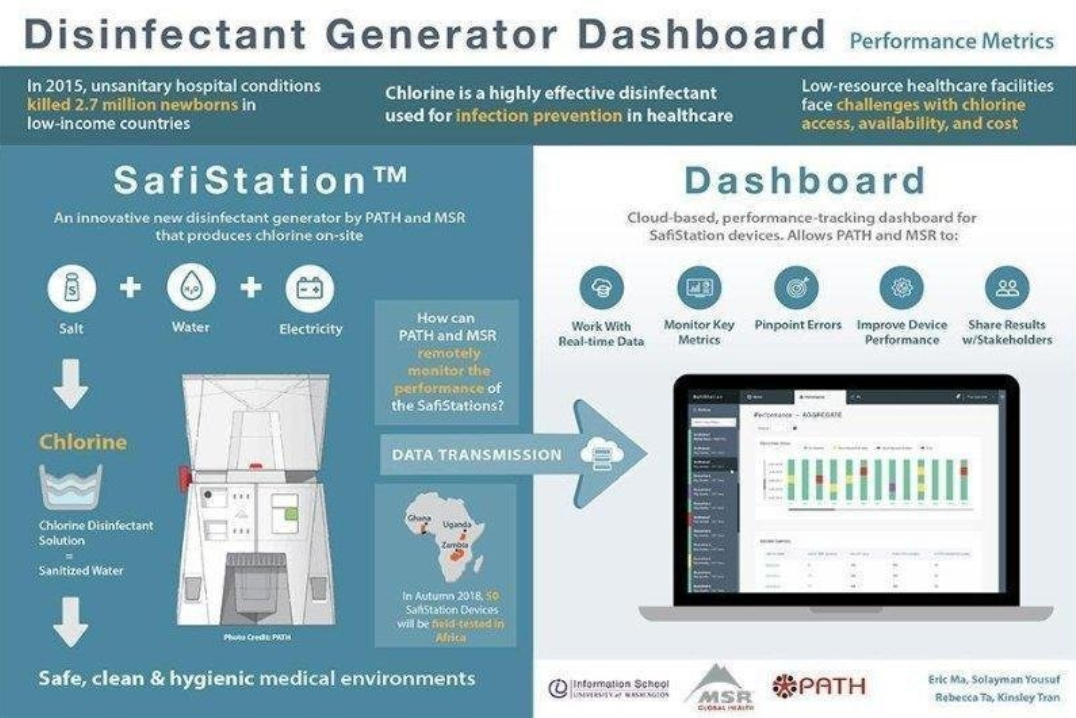 Disinfectant Generator Dashboard Performance Metrics
In 2015, unsanitary hospital conditions
killed 2.7 million newborns in
low-income countries
Chlorine is a highly effective disinfectant
used for infection prevention in healthcare
Low-resource healthcare facilities
face challenges with chlorine
access, availability, and cost
SafiStation™
An innovative new disinfectant generator by PATH and MSR
that produces chlorine on-site
S
+
H₂O
+
Salt
Water
Electricity
Chlorine
Chlorine Disinfectant
Solution
=
Sanitized Water
Photo Credit: PATH
Safe, clean & hygienic medical environments
How can
PATH and MSR
remotely
monitor the
performance of
the SafiStations?
DATA TRANSMISSION
Ghana
Uganda
Zambia
In Autumn 2018, 50
SafiStation Devices
will be field-tested in
Africa
Dashboard
Cloud-based, performance-tracking dashboard for
SafiStation devices. Allows PATH and MSR to:
Work With
Real-time Data
Monitor Key
Metrics
Pinpoint Errors
Improve Device
Performance
Share Results
w/Stakeholders
SafiStation
Performance - AGGREGATE
Information School
UNIVERSITY of WASHINGTON
MSR
GLOBAL HEALTH
PATH
Eric Ma, Solayman Yousuf
Rebecca Ta, Kinsley Tran